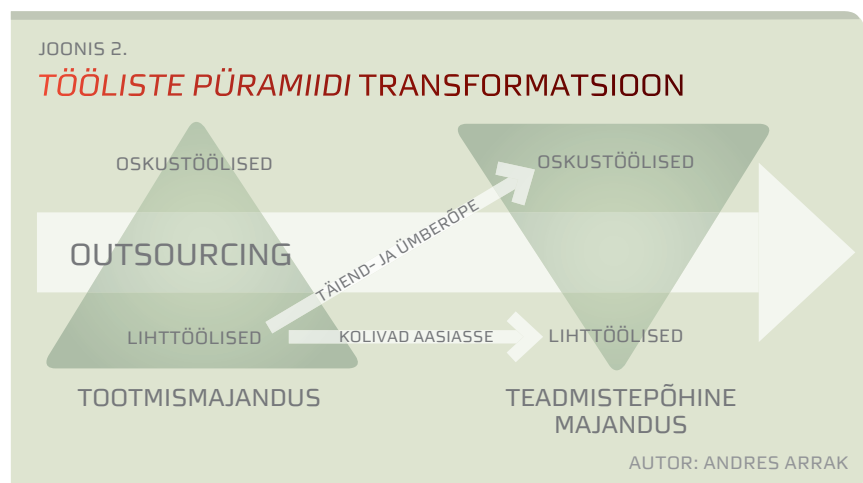 JOONIS 2.
TÖÖLISTE PÜRAMIIDI TRANSFORMATSIOON
OSKUSTÖÖLISED
OSKUSTÖÖLISED
TÄIEND- JA ÜMBERÕPE
OUTSOURCING
LIHTTÖÖLISED
KOLIVAD AASIASSE
LIHTTÖÖLISED
TOOTMISMAJANDUS
TEADMISTEPÕHINE
MAJANDUS
AUTOR: ANDRES ARRAK